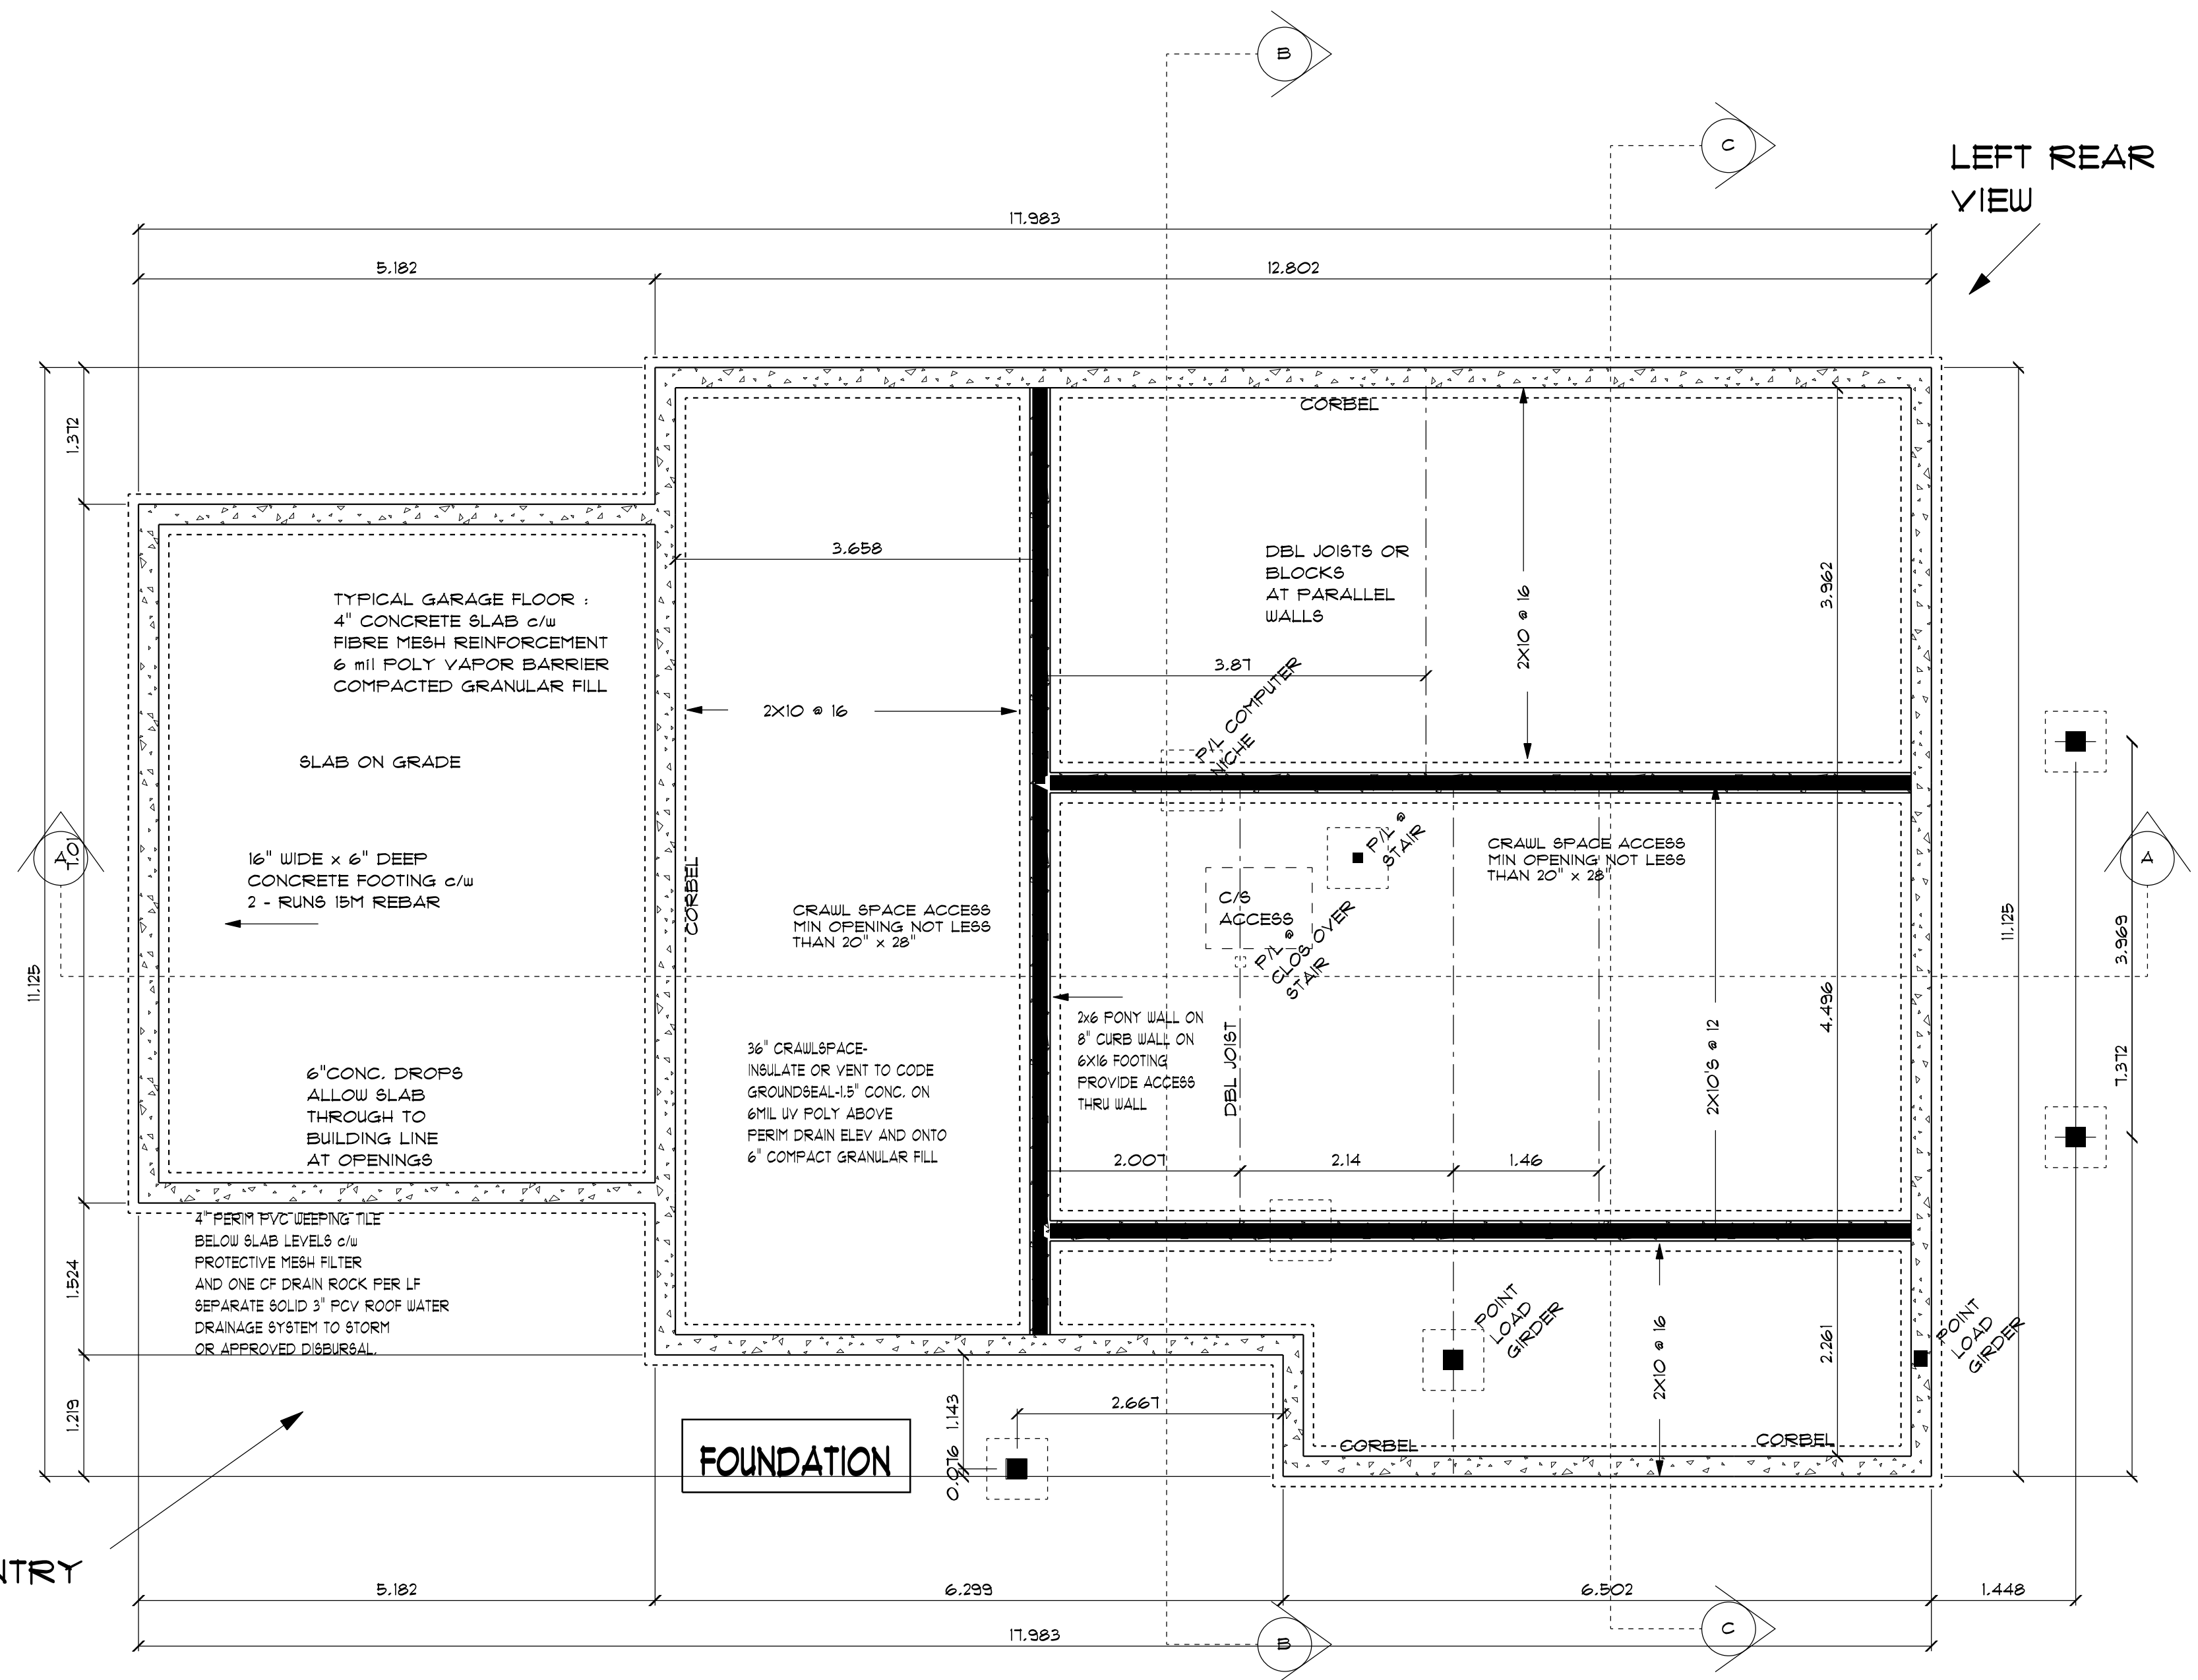 B
C
LEFT REAR
VIEW
17.983
5.182
12.802
CORBEL
1.372
3.658
DBL JOISTS OR
BLOCKS
AT PARALLEL
WALLS
2X10 @ 16
3.962
TYPICAL GARAGE FLOOR :
4" CONCRETE SLAB c/w
FIBRE MESH REINFORCEMENT
6 mil POLY VAPOR BARRIER
COMPACTED GRANULAR FILL
3.87
2X10 @ 16
P/L COMPUTER
NICHE
SLAB ON GRADE
P/L @
STAIR
CRAWL SPACE ACCESS
MIN OPENING NOT LESS
THAN 20" x 28"
A
7.01
A
16" WIDE x 6" DEEP
CONCRETE FOOTING c/w
2 - RUNS 15M REBAR
CORBEL
C/S
ACCESS
CRAWL SPACE ACCESS
MIN OPENING NOT LESS
THAN 20" x 28"
P/L @
CLOS OVER
STAIR
11.125
11.125
3.969
4.496
2x6 PONY WALL ON
8" CURB WALL ON
6X16 FOOTING
PROVIDE ACCESS
THRU WALL
DBL JOIST
2X10'S @ 12
7.372
36" CRAWLSPACE-
INSULATE OR VENT TO CODE
GROUNDSEAL-1.5" CONC. ON
6MIL UV POLY ABOVE
PERIM DRAIN ELEV AND ONTO
6" COMPACT GRANULAR FILL
6"CONC. DROPS
ALLOW SLAB
THROUGH TO
BUILDING LINE
AT OPENINGS
2.007
2.14
1.46
4" PERIM PVC WEEPING TILE
BELOW SLAB LEVELS c/w
PROTECTIVE MESH FILTER
AND ONE CF DRAIN ROCK PER LF
SEPARATE SOLID 3" PCV ROOF WATER
DRAINAGE SYSTEM TO STORM
OR APPROVED DISBURSAL.
1.524
POINT
LOAD
GIRDER
2X10 @ 16
2.261
POINT
LOAD
GIRDER
1.219
1.143
0.076
2.667
CORBEL
CORBEL
FOUNDATION
NTRY
5.182
6.299
6.502
1.448
17.983
B
C